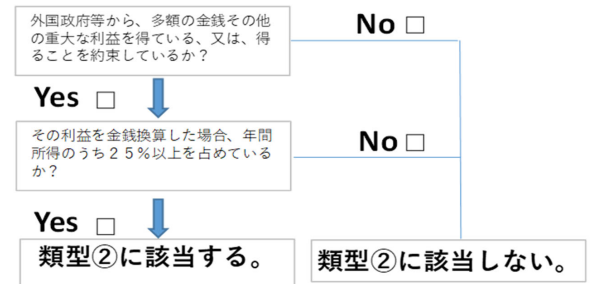 外国政府等から、多額の金銭その他
の重大な利益を得ている、又は、得
ることを約束しているか？
No □
Yes □
その利益を金銭換算した場合、年間
所得のうち２５％以上を占めている
か？
No □
Yes □
類型②に該当する。
類型②に該当しない。